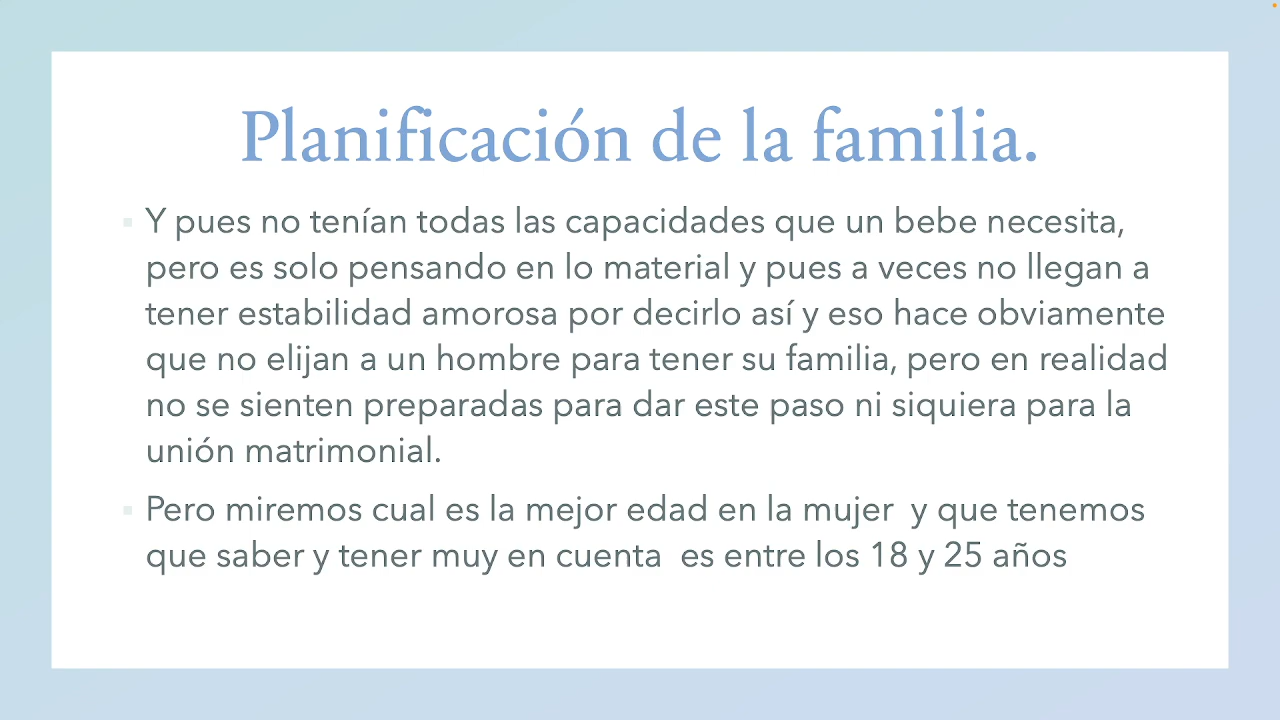 Planificación de la familia.
Y pues no tenían todas las capacidades que un bebe necesita,
pero es solo pensando en lo material y pues a veces no llegan a
tener estabilidad amorosa por decirlo así y eso hace obviamente
que no elijan a un hombre para tener su familia, pero en realidad
no se sienten preparadas para dar este paso ni siquiera para la
unión matrimonial.
Pero miremos cual es la mejor edad en la mujer  y que tenemos
que saber y tener muy en cuenta  es entre los 18 y 25 años